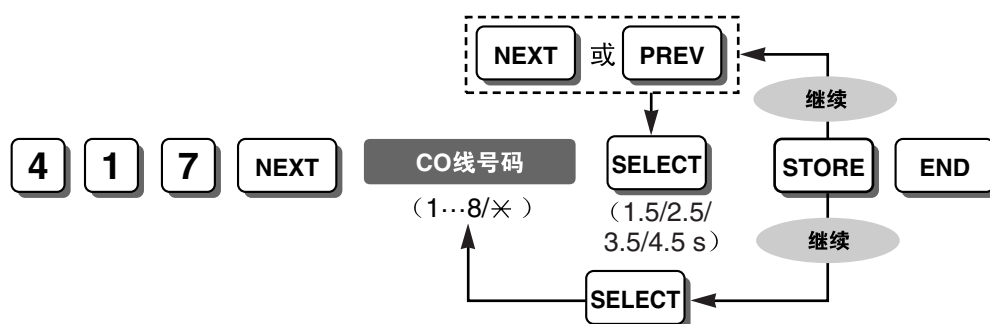 NEXT 或 PREV
继续
4 1 7 NEXT CO线号码 SELECT STORE END
(1…8/✳) (1.5/2.5/
3.5/4.5 s)
继续
SELECT